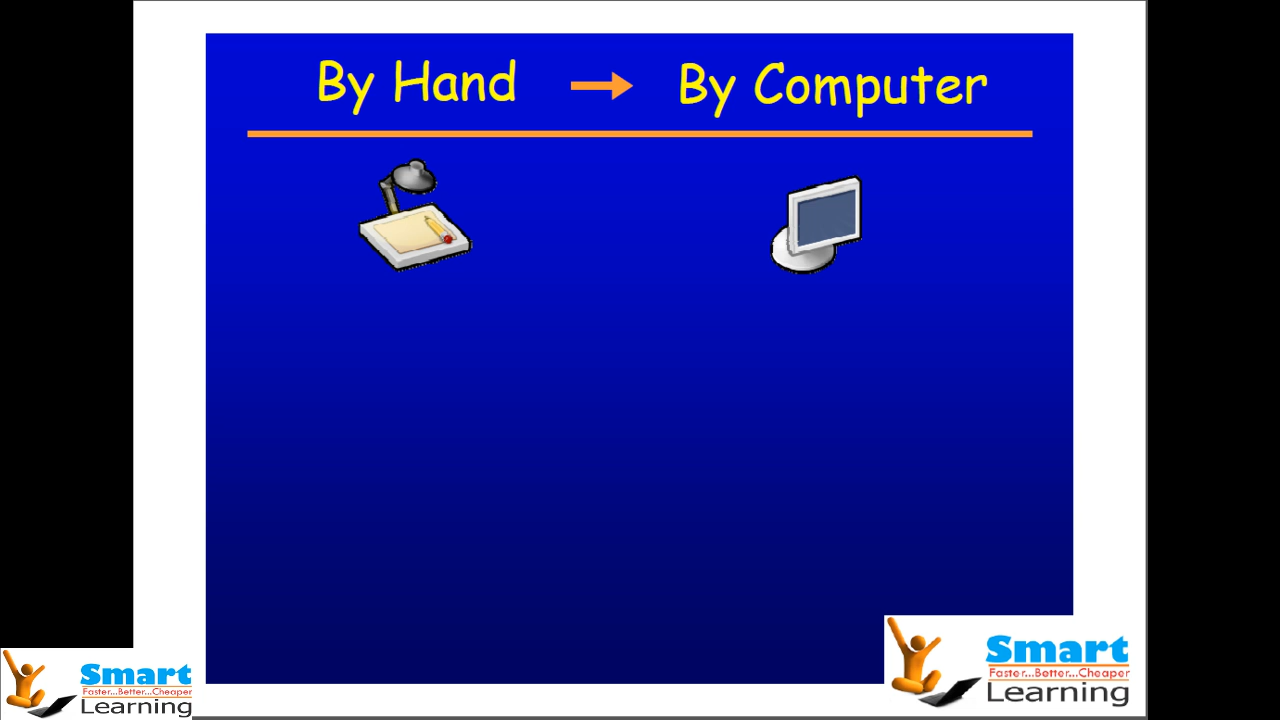 By Hand → By Computer
Smart
Faster...Better...Cheaper
Learning
Smart
Faster...Better...Cheaper
Learning